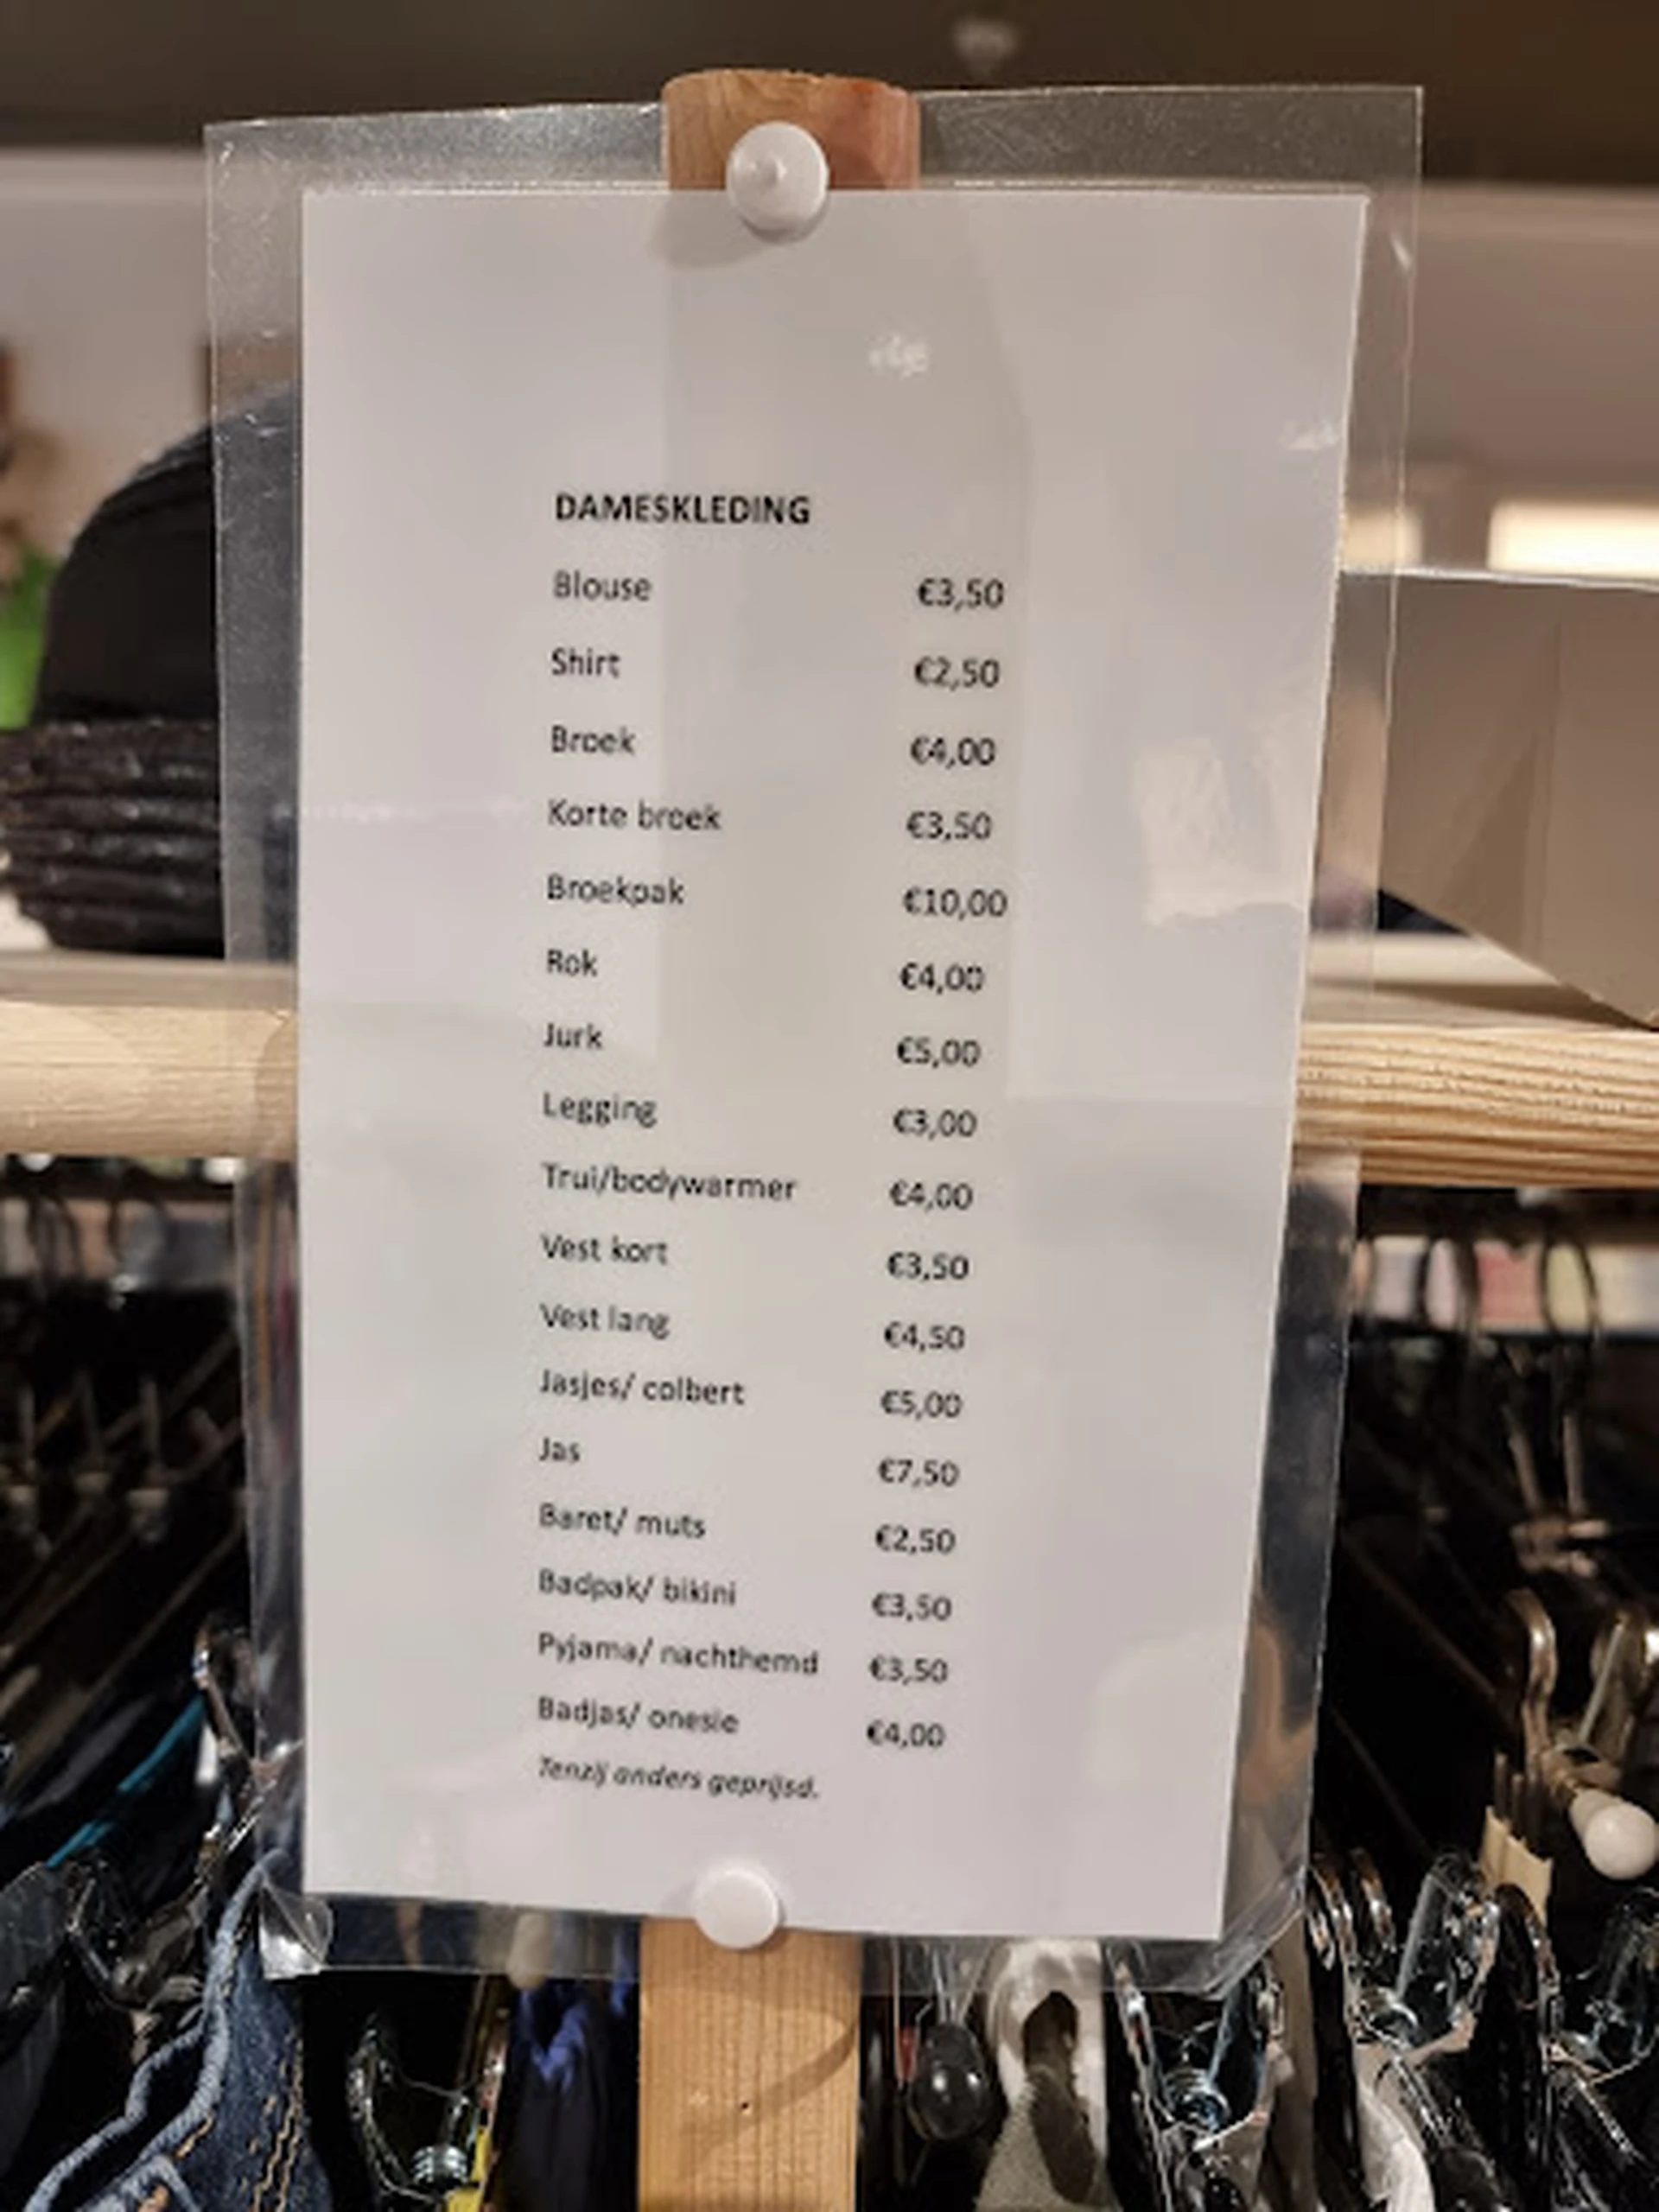 DAMESKLEDING
Blouse €3,50
Shirt €2,50
Broek €4,00
Korte broek €3,50
Broekpak €10,00
Rok €4,00
Jurk €5,00
Legging €3,00
Trui/bodywarmer €4,00
Vest kort €3,50
Vest lang €4,50
Jasjes/ colbert €5,00
Jas €7,50
Baret/ muts €2,50
Badpak/ bikini €3,50
Pyjama/ nachthemd €3,50
Badjas/ onesie €4,00
Tenzij anders geprijsd.